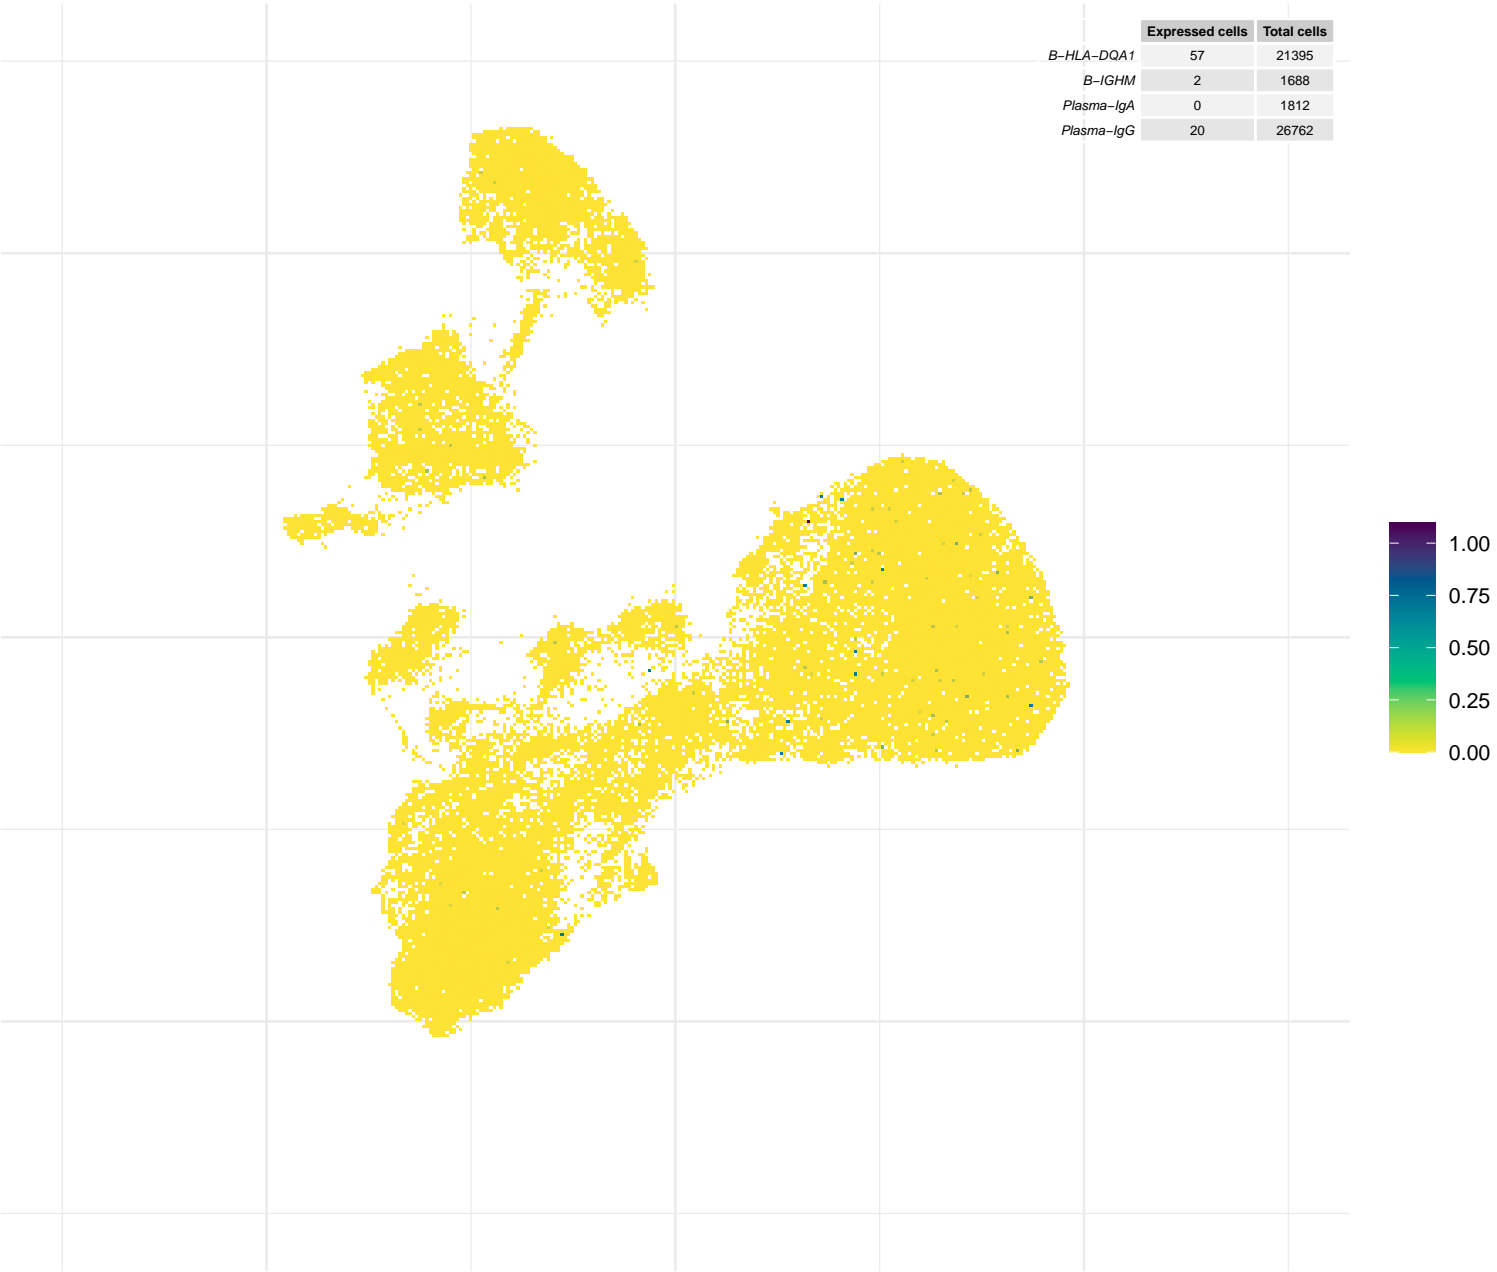 Expressed cells Total cells
B−HLA−DQA1 57 21395
B−IGHM 2 1688
Plasma−IgA 0 1812
Plasma−IgG 20 26762
1.00
0.75
0.50
0.25
0.00